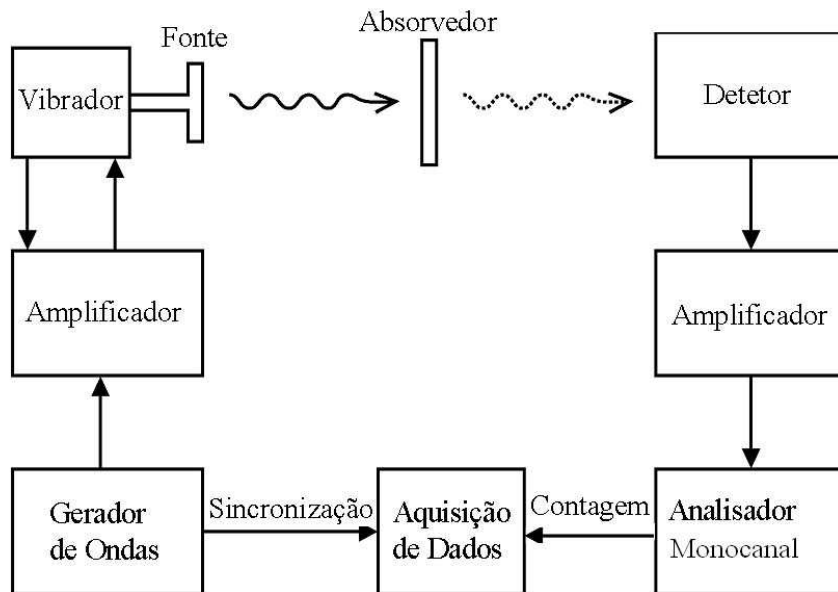 Fonte
Absorvedor
Vibrador
Detetor
Amplificador
Amplificador
Gerador
de Ondas
Sincronização
Aquisição
de Dados
Contagem
Analisador
Monocanal